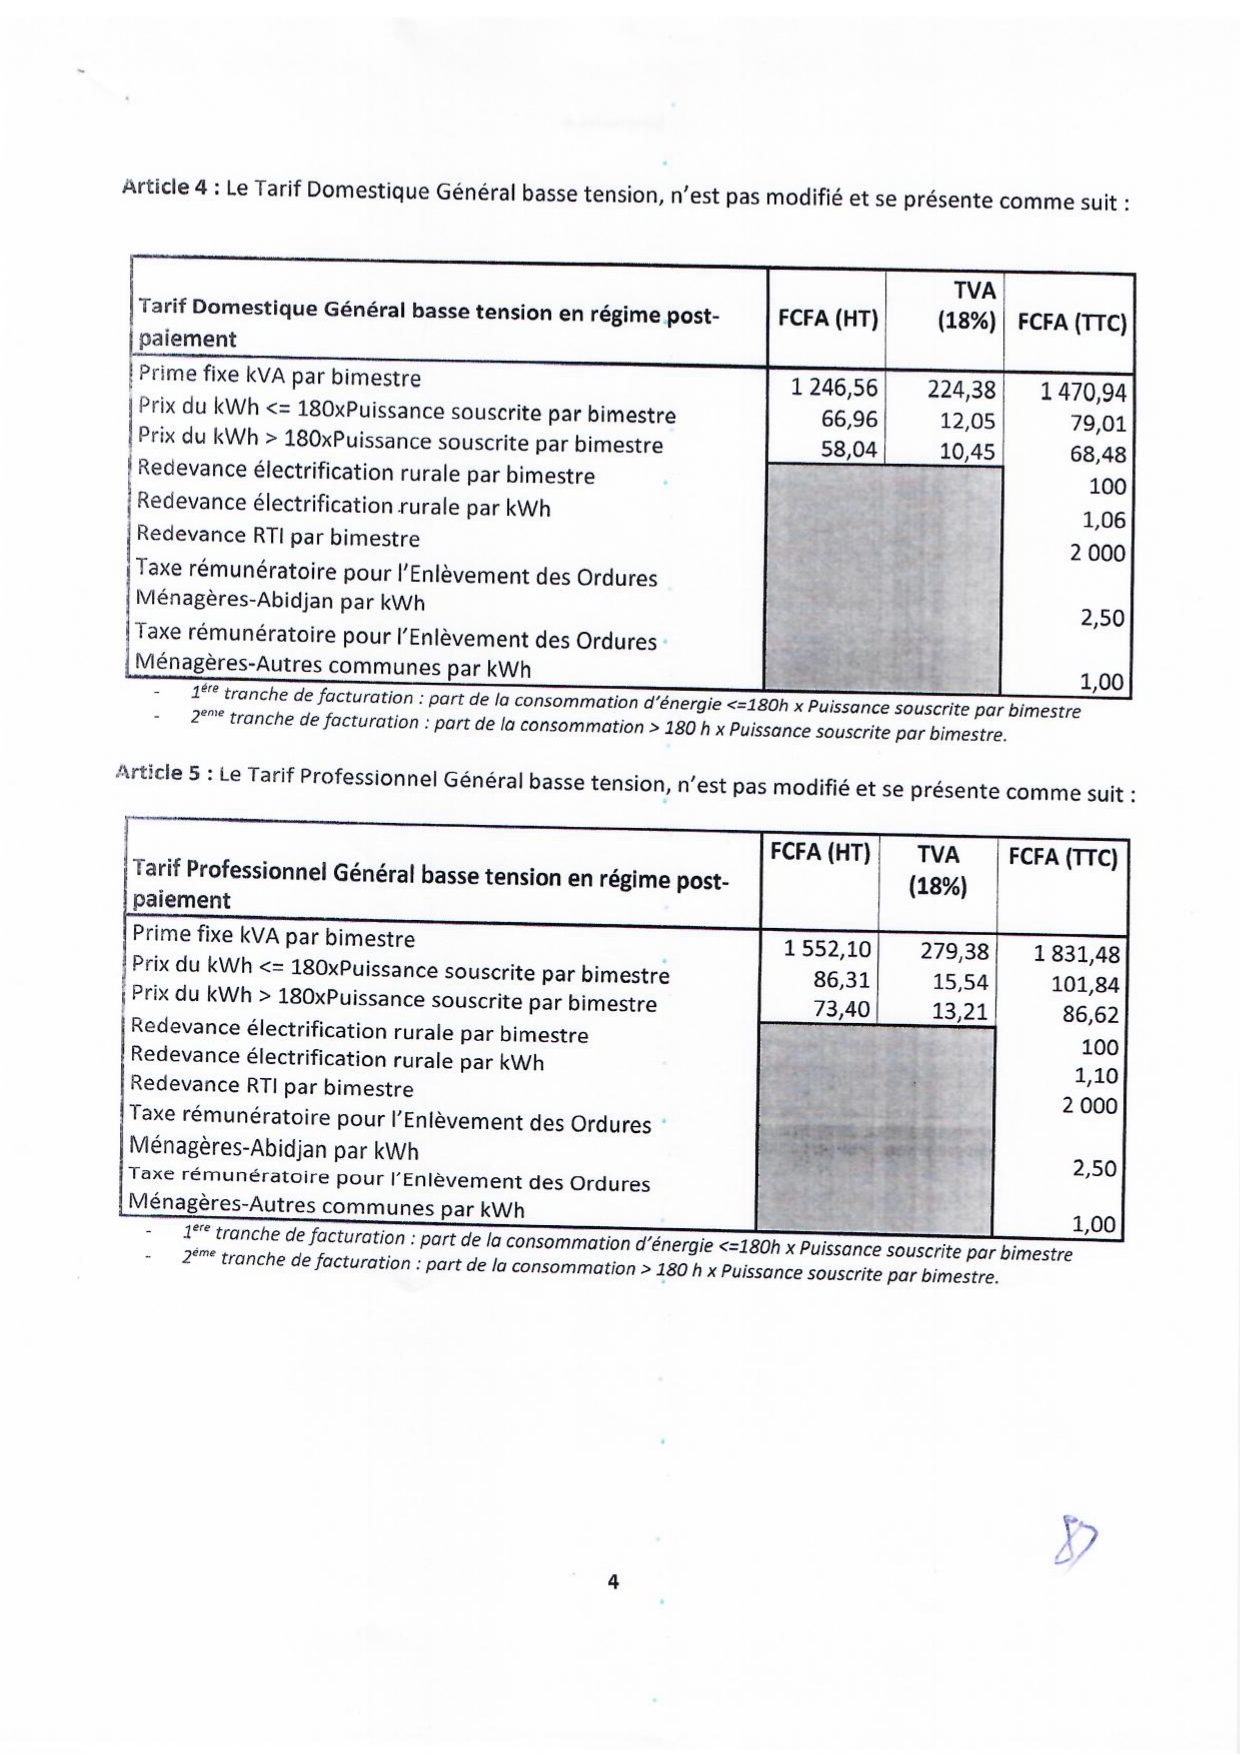 Article 4 : Le Tarif Domestique Général basse tension, n'est pas modifié et se présente comme suit :
Tarif Domestique Général basse tension en régime post-
paiement
FCFA (HT)
TVA
(18%)
FCFA (TTC)
Prime fixe kVA par bimestre 1 246,56 224,38 1 470,94
Prix du kWh <= 180xPuissance souscrite par bimestre 66,96 12,05 79,01
Prix du kWh > 180xPuissance souscrite par bimestre 58,04 10,45 68,48
Redevance électrification rurale par bimestre 100
Redevance électrification rurale par kWh 1,06
Redevance RTI par bimestre 2 000
Taxe rémunératoire pour l'Enlèvement des Ordures
Ménagères-Abidjan par kWh 2,50
Taxe rémunératoire pour l'Enlèvement des Ordures
Ménagères-Autres communes par kWh 1,00
- 1ère tranche de facturation : part de la consommation d'énergie <=180h x Puissance souscrite par bimestre
- 2eme tranche de facturation : part de la consommation > 180 h x Puissance souscrite par bimestre.
Article 5 : Le Tarif Professionnel Général basse tension, n'est pas modifié et se présente comme suit :
Tarif Professionnel Général basse tension en régime post-
paiement
FCFA (HT)
TVA
(18%)
FCFA (TTC)
Prime fixe kVA par bimestre 1 552,10 279,38 1 831,48
Prix du kWh <= 180xPuissance souscrite par bimestre 86,31 15,54 101,84
Prix du kWh > 180xPuissance souscrite par bimestre 73,40 13,21 86,62
Redevance électrification rurale par bimestre 100
Redevance électrification rurale par kWh 1,10
Redevance RTI par bimestre 2 000
Taxe rémunératoire pour l'Enlèvement des Ordures
Ménagères-Abidjan par kWh 2,50
Taxe rémunératoire pour l'Enlèvement des Ordures
Ménagères-Autres communes par kWh 1,00
- 1ere tranche de facturation : part de la consommation d'énergie <=180h x Puissance souscrite par bimestre
- 2ème tranche de facturation : part de la consommation > 180 h x Puissance souscrite par bimestre.
4